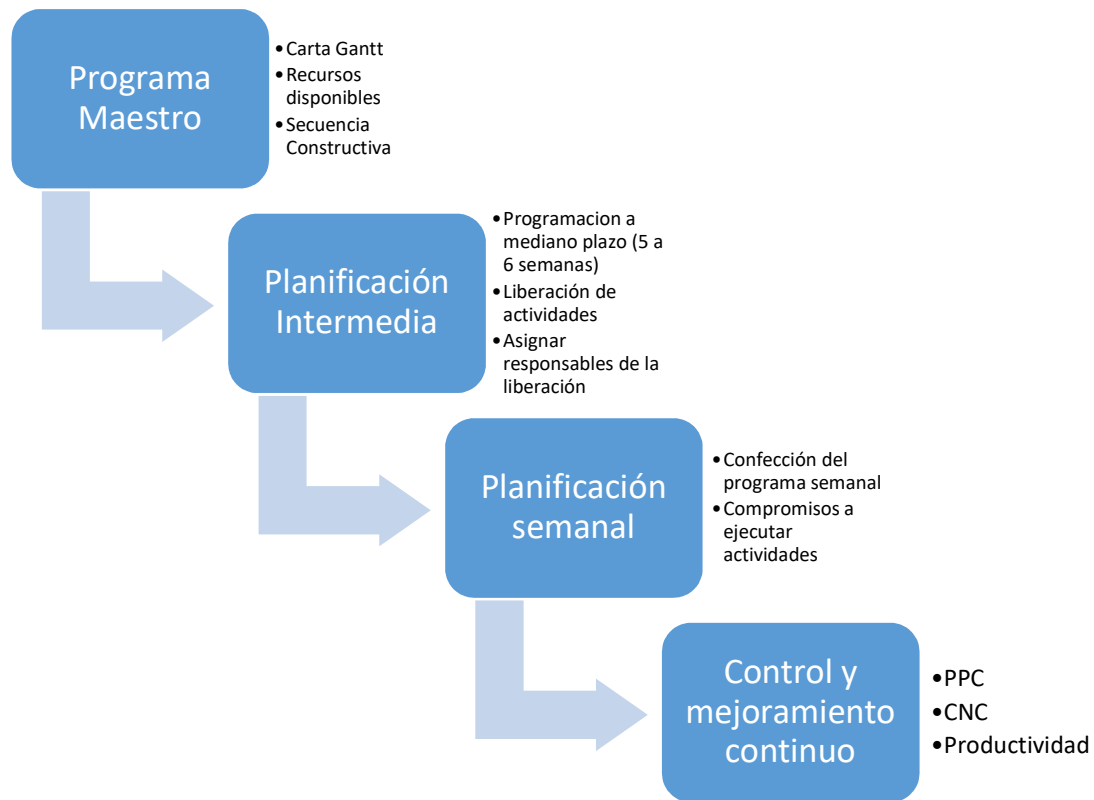 Programa
Maestro
•Carta Gantt
•Recursos
disponibles
•Secuencia
Constructiva
Planificación
Intermedia
•Programacion a
mediano plazo (5 a
6 semanas)
•Liberación de
actividades
•Asignar
responsables de la
liberación
Planificación
semanal
•Confección del
programa semanal
•Compromisos a
ejecutar
actividades
Control y
mejoramiento
continuo
•PPC
•CNC
•Productividad